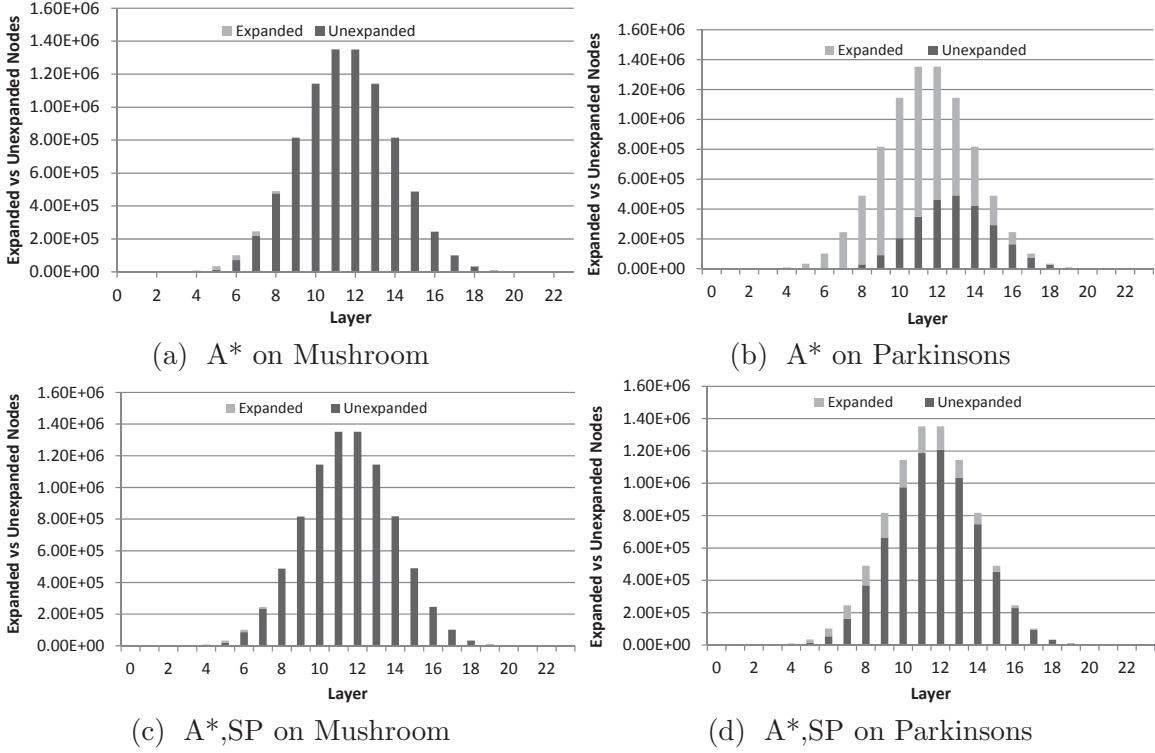 Expanded vs Unexpanded Nodes
1.60E+06
1.40E+06
1.20E+06
1.00E+06
8.00E+05
6.00E+05
4.00E+05
2.00E+05
0.00E+00
Expanded Unexpanded
0 2 4 6 8 10 12 14 16 18 20 22
Layer
(a) A* on Mushroom
Expanded vs Unexpanded Nodes
1.60E+06
1.40E+06
1.20E+06
1.00E+06
8.00E+05
6.00E+05
4.00E+05
2.00E+05
0.00E+00
Expanded Unexpanded
0 2 4 6 8 10 12 14 16 18 20 22
Layer
(b) A* on Parkinsons
Expanded vs Unexpanded Nodes
1.60E+06
1.40E+06
1.20E+06
1.00E+06
8.00E+05
6.00E+05
4.00E+05
2.00E+05
0.00E+00
Expanded Unexpanded
0 2 4 6 8 10 12 14 16 18 20 22
Layer
(c) A*,SP on Mushroom
Expanded vs Unexpanded Nodes
1.60E+06
1.40E+06
1.20E+06
1.00E+06
8.00E+05
6.00E+05
4.00E+05
2.00E+05
0.00E+00
Expanded Unexpanded
0 2 4 6 8 10 12 14 16 18 20 22
Layer
(d) A*,SP on Parkinsons